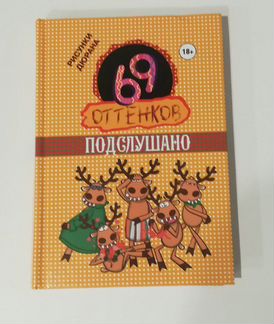 РИСУНКИ
ДЮРАНА
18+
69
ОТТЕНКОВ
ПОДСЛУШАНО